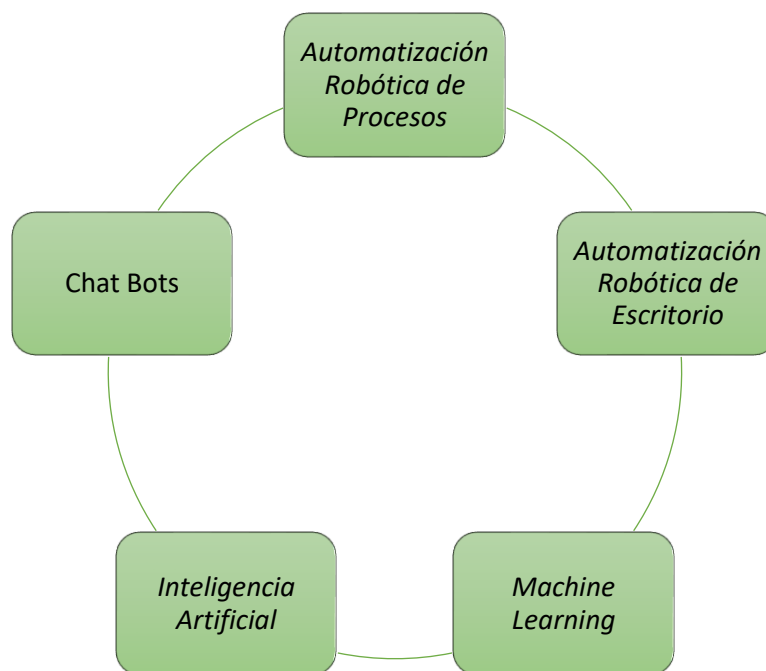 Automatización
Robótica de
Procesos
Automatización
Robótica de
Escritorio
Machine
Learning
Inteligencia
Artificial
Chat Bots